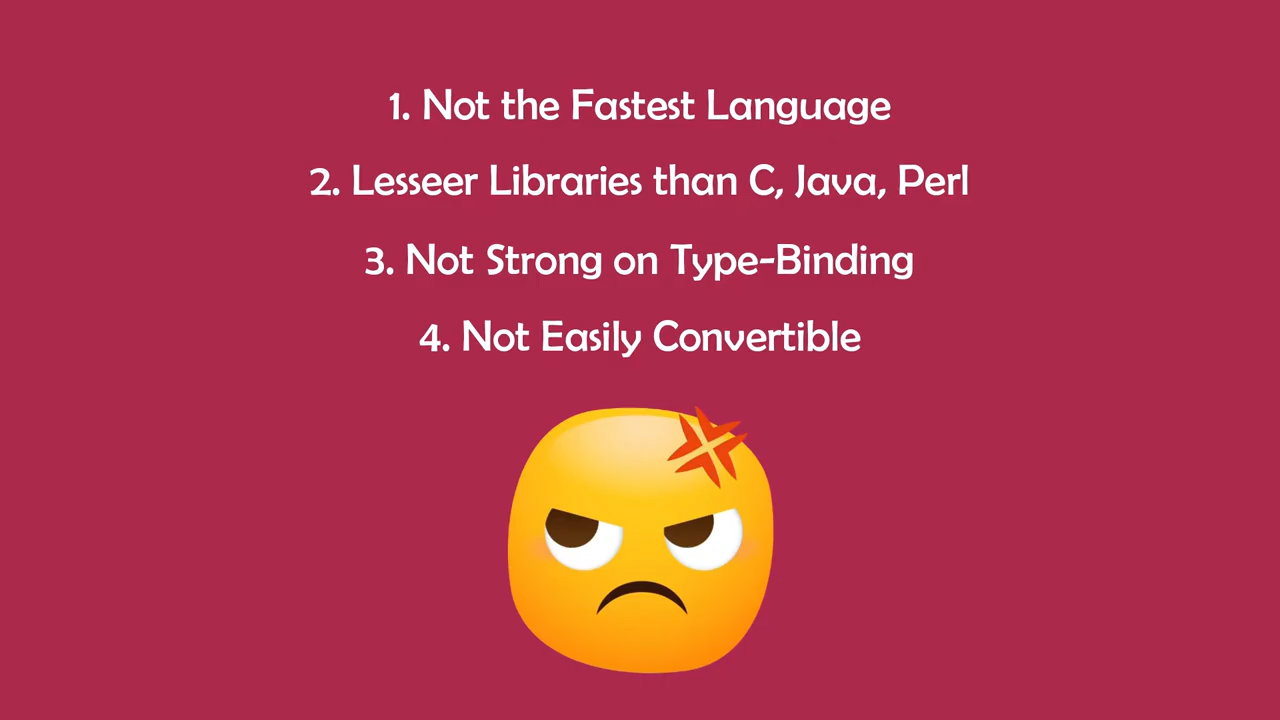 1. Not the Fastest Language
2. Lesseer Libraries than C, Java, Perl
3. Not Strong on Type-Binding
4. Not Easily Convertible